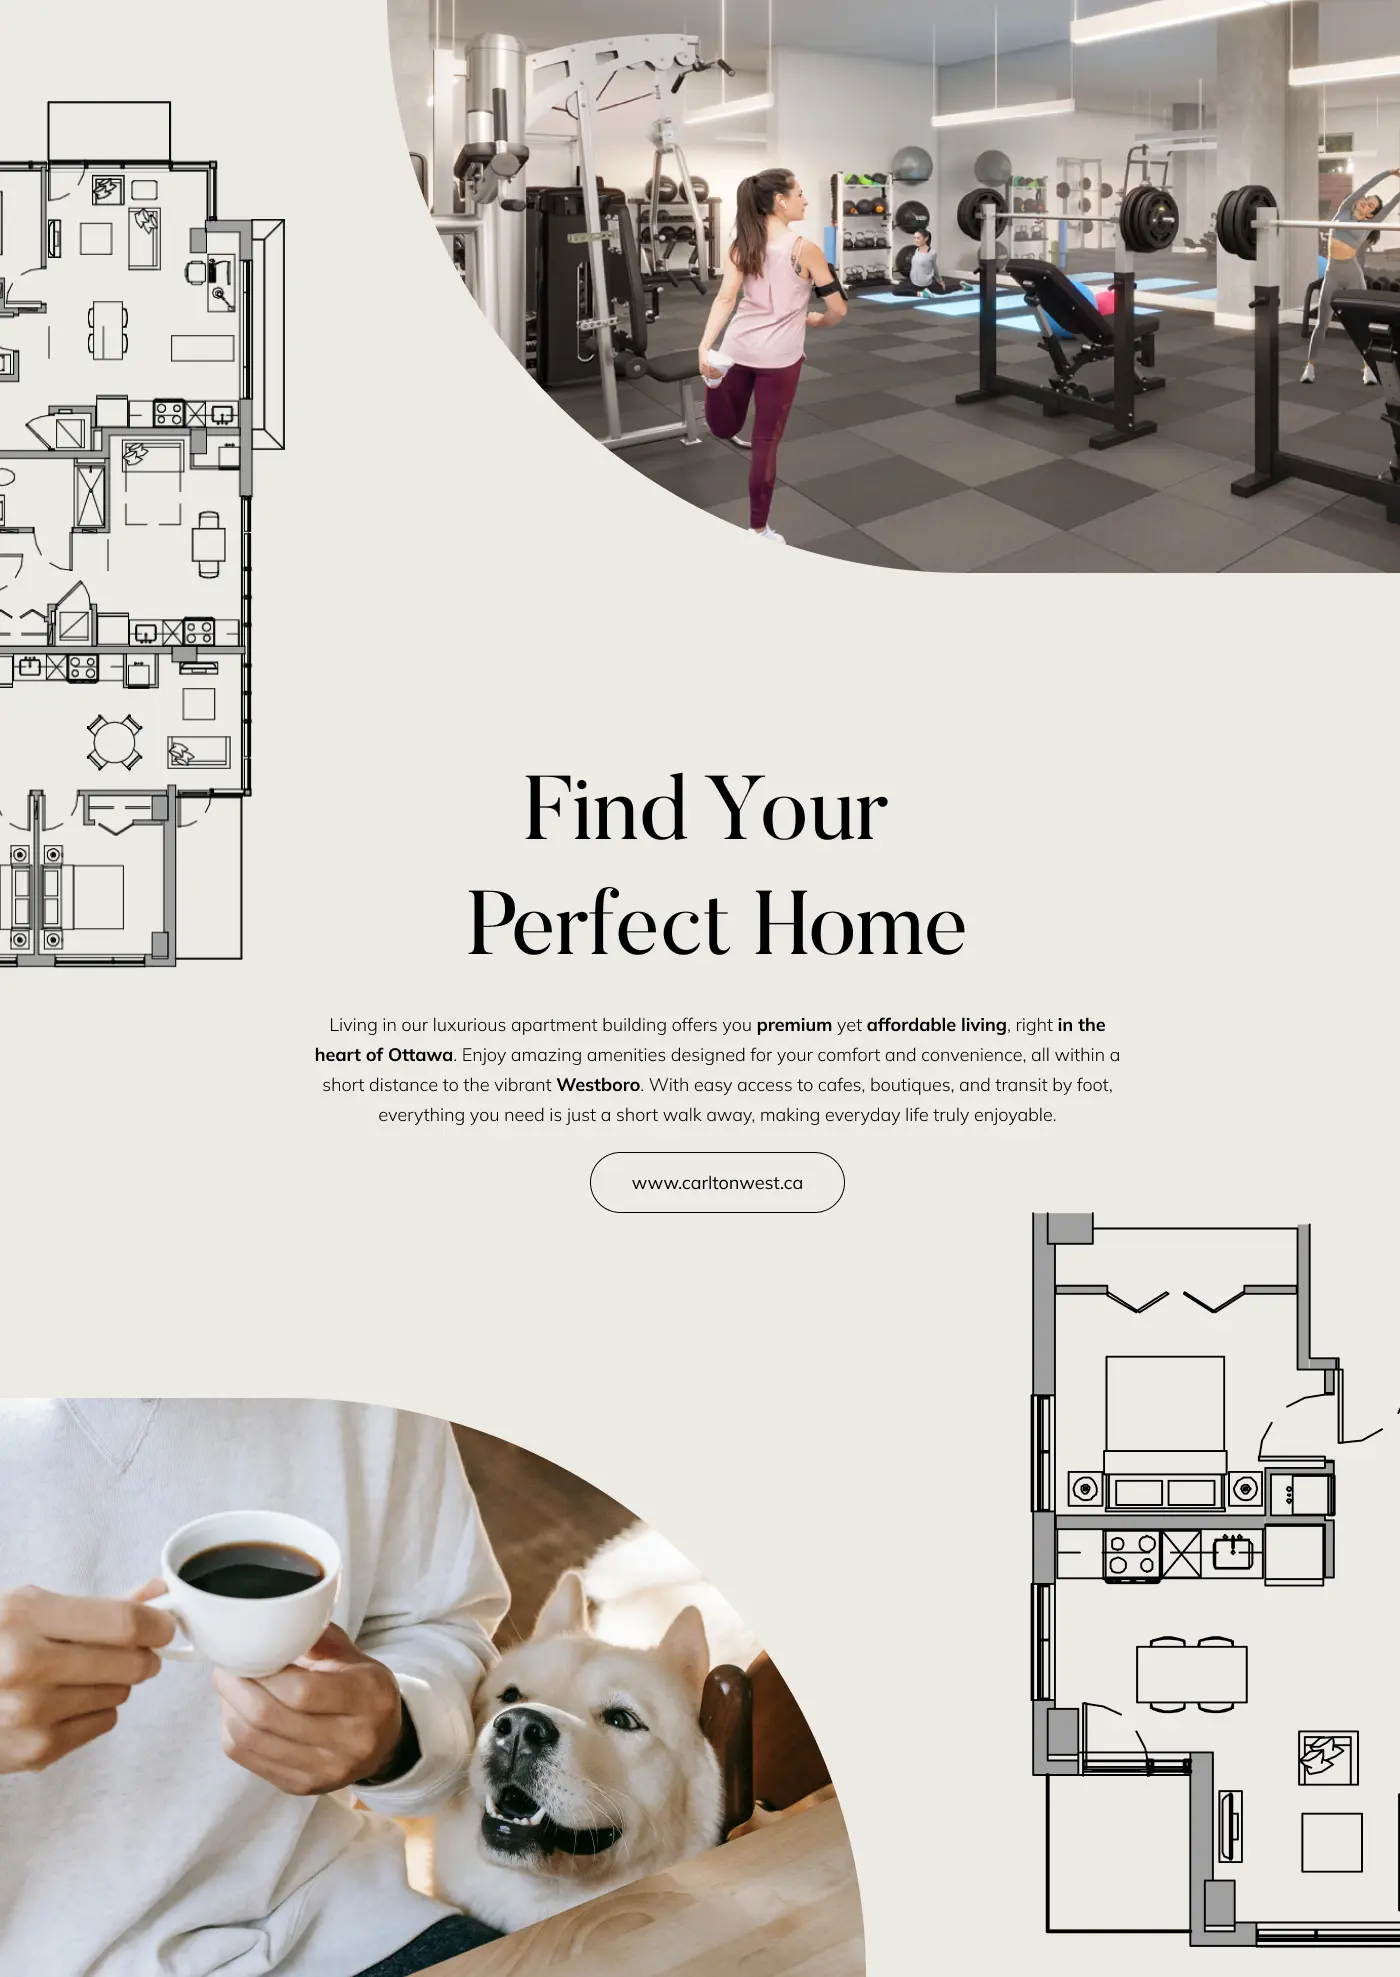 Find Your
Perfect Home
Living in our luxurious apartment building offers you premium yet affordable living, right in the
heart of Ottawa. Enjoy amazing amenities designed for your comfort and convenience, all within a
short distance to the vibrant Westboro. With easy access to cafes, boutiques, and transit by foot,
everything you need is just a short walk away, making everyday life truly enjoyable.
www.carltonwest.ca